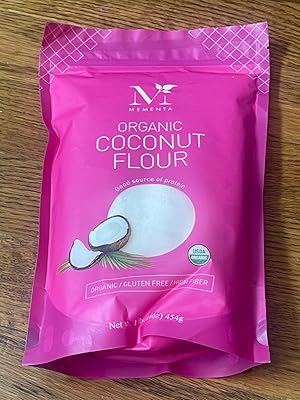 M
MEMENTA
ORGANIC
COCONUT
FLOUR
Good source of protein
USDA
ORGANIC
ORGANIC / GLUTEN FREE / HIGH FIBER
Net 454g